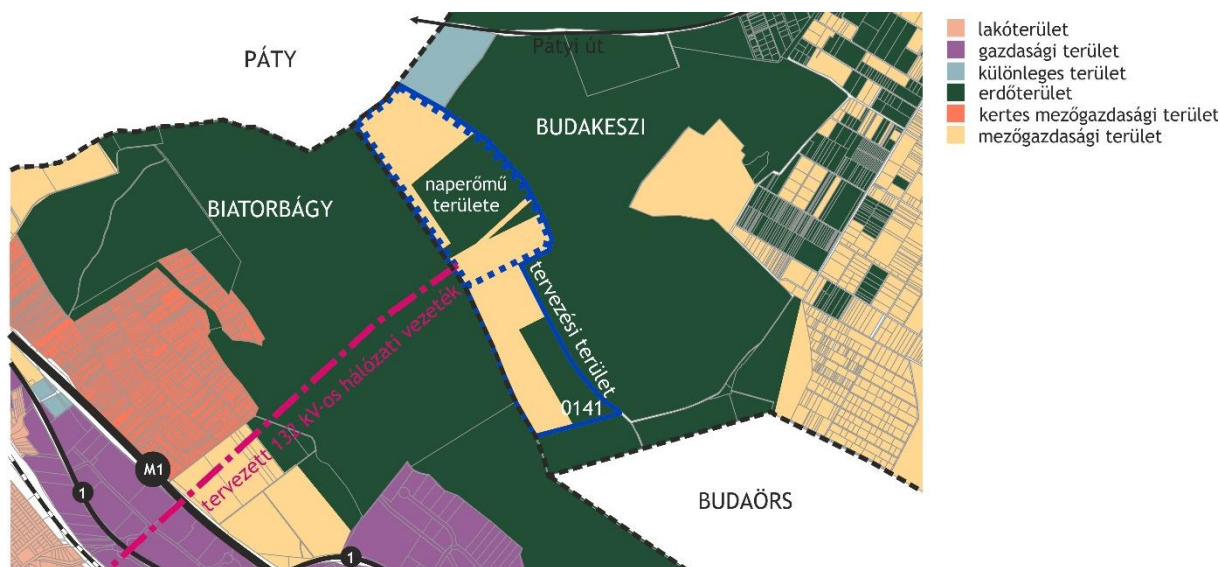 PÁTY
Pátyi út
BUDAKESZI
BIATORBÁGY
naperőmű
területe
tervezési terület
0141
tervezett 132 kV-os hálózati vezeték
M1
1
1
BUDAÖRS
lakóterület
gazdasági terület
különleges terület
erdőterület
kertes mezőgazdasági terület
mezőgazdasági terület